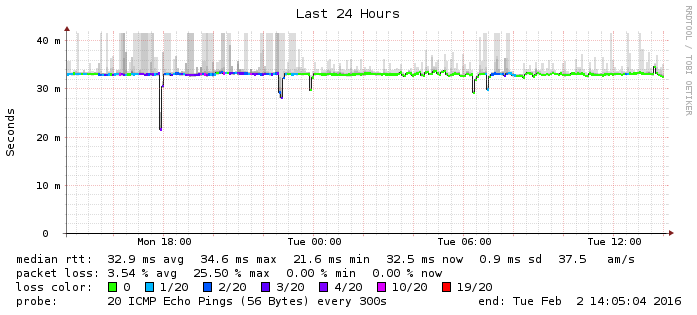 Last 24 Hours
RRDTOOL / TOBI OETIKER
Seconds
40 m
30 m
20 m
10 m
0
Mon 18:00 Tue 00:00 Tue 06:00 Tue 12:00
median rtt: 32.9 ms avg 34.6 ms max 21.6 ms min 32.5 ms now 0.9 ms sd 37.5 am/s
packet loss: 3.54 % avg 25.50 % max 0.00 % min 0.00 % now
loss color: 0 1/20 2/20 3/20 4/20 10/20 19/20
probe: 20 ICMP Echo Pings (56 Bytes) every 300s end: Tue Feb 2 14:05:04 2016